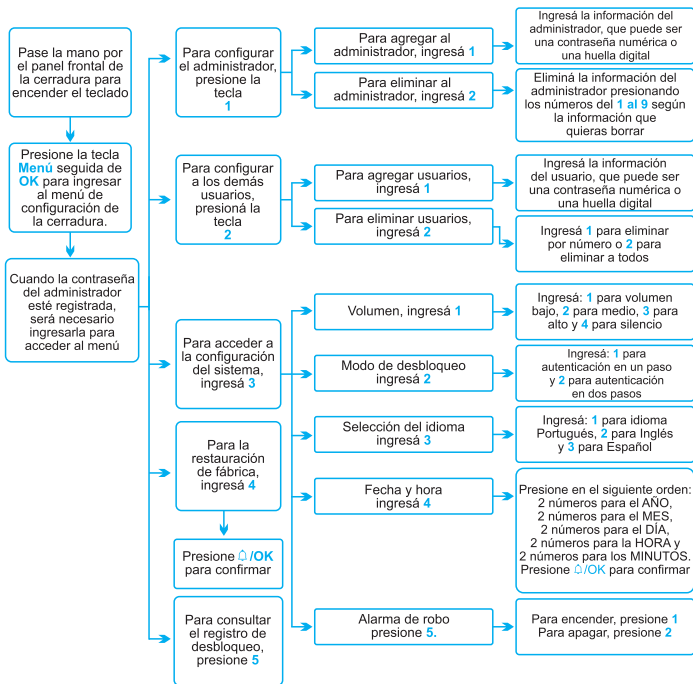 Pase la mano por
el panel frontal de
la cerradura para
encender el teclado
Presione la tecla
Menú seguida de
OK para ingresar
al menú de
configuración de
la cerradura.
Cuando la contraseña
del administrador
esté registrada,
será necesario
ingresarla para
acceder al menú
Para configurar
el administrador,
presione la
tecla
1
Para agregar al
administrador, ingresá 1
Ingresá la información del
administrador, que puede ser
una contraseña numérica o
una huella digital
Para eliminar al
administrador, ingresá 2
Eliminá la información del
administrador presionando
los números del 1 al 9 según
la información que
quieras borrar
Para configurar
a los demás
usuarios,
presioná la
tecla
2
Para agregar usuarios,
ingresá 1
Ingresá la información
del usuario, que puede ser
una contraseña numérica o
una huella digital
Para eliminar usuarios,
ingresá 2
Ingresá 1 para eliminar
por número o 2 para
eliminar a todos
Para acceder a
la configuración
del sistema,
ingresá 3
Volumen, ingresá 1
Ingresá: 1 para volumen
bajo, 2 para medio, 3 para
alto y 4 para silencio
Modo de desbloqueo
ingresá 2
Ingresá: 1 para
autenticación en un paso
y 2 para autenticación
en dos pasos
Selección del idioma
ingresá 3
Ingresá: 1 para idioma
Portugués, 2 para Inglés
y 3 para Español
Fecha y hora
ingresá 4
Presione en el siguiente orden:
2 números para el AÑO,
2 números para el MES,
2 números para el DÍA,
2 números para la HORA y
2 números para los MINUTOS.
Presione /OK para confirmar
Alarma de robo
presione 5.
Para encender, presione 1
Para apagar, presione 2
Para la
restauración
de fábrica,
ingresá 4
Presione /OK
para confirmar
Para consultar
el registro de
desbloqueo,
presione 5